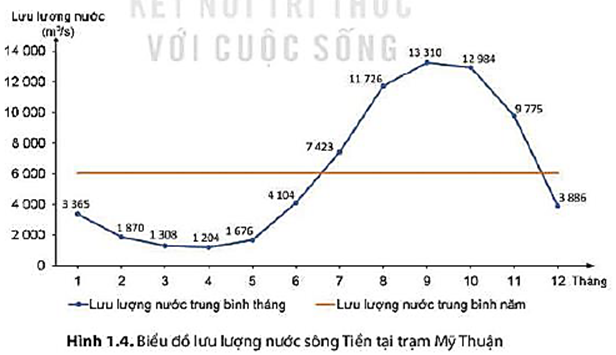 KẾT NỐI TRI THỨC
VỚI CUỘC SỐNG
Lưu lượng nước
(m³/s)
14 000
12 000
10 000
8 000
6 000
4 000
2 000
0
3 365
1 870
1 308
1 204
1 676
4 104
7 423
11 726
13 310
12 984
9 775
3 886
1 2 3 4 5 6 7 8 9 10 11 12 Tháng
Lưu lượng nước trung bình tháng
Lưu lượng nước trung bình năm
Hình 1.4. Biểu đồ lưu lượng nước sông Tiền tại trạm Mỹ Thuận